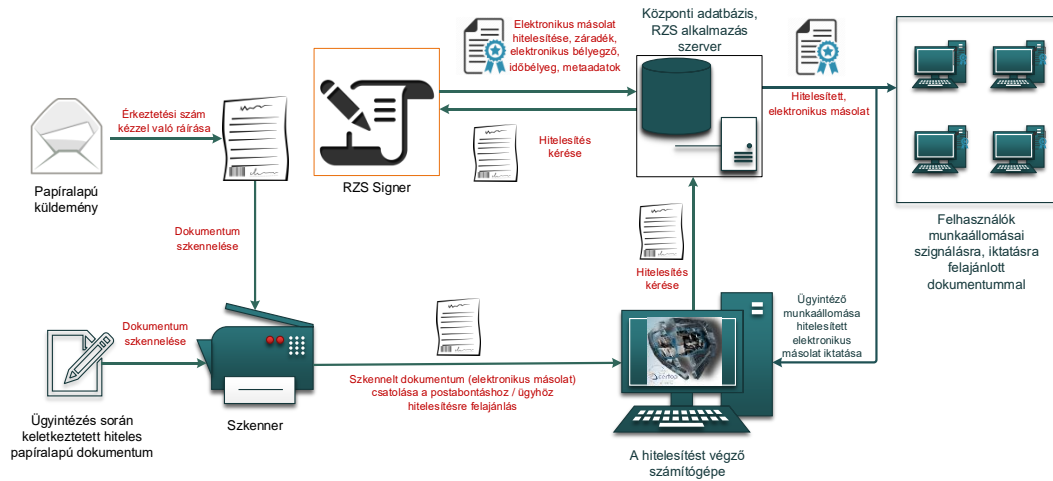 Érkeztetési szám
kézzel való ráírása
Papíralapú
küldemény
RZS Signer
Elektronikus másolat
hitelesítése, záradék,
elektronikus bélyegző,
időbélyeg, metaadatok
Hitelesítés
kérése
Központi adatbázis,
RZS alkalmazás
szerver
Hitelesített,
elektronikus másolat
Felhasználók
munkaállomásai
szignálásra, iktatásra
felajánlott
dokumentummal
Dokumentum
szkennelése
Hitelesítés
kérése
Dokumentum
szkennelése
Ügyintézés során
keletkeztetett hiteles
papíralapú dokumentum
Szkenner
Szkennelt dokumentum (elektronikus másolat)
csatolása a postabontáshoz / ügyhöz
hitelesítésre felajánlás
A hitelesítést végző
számítógépe
Ügyintéző
munkaállomása
hitelesített
elektronikus
másolat iktatása